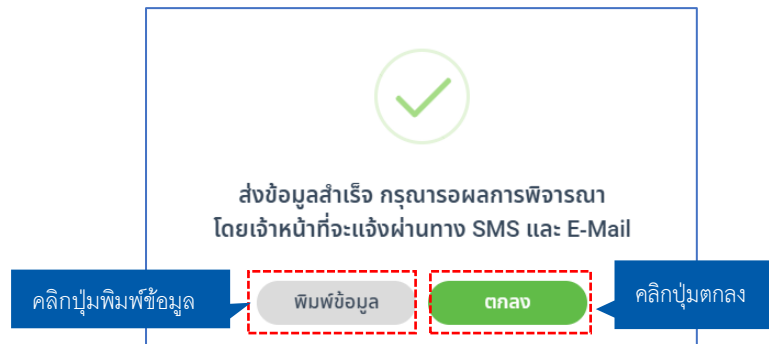 ส่งข้อมูลสำเร็จ กรุณารอผลการพิจารณา
โดยเจ้าหน้าที่จะแจ้งผ่านทาง SMS และ E-Mail
คลิกปุ่มพิมพ์ข้อมูล
พิมพ์ข้อมูล
ตกลง
คลิกปุ่มตกลง